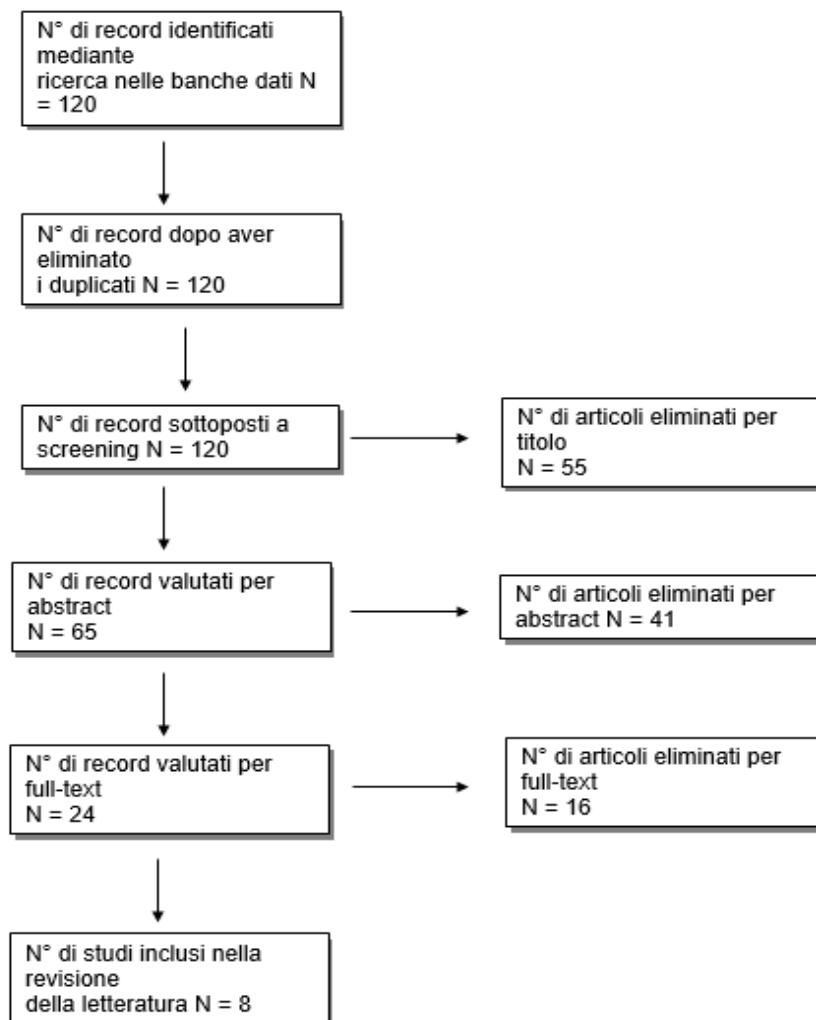 N° di record identificati
mediante
ricerca nelle banche dati N
= 120
N° di record dopo aver
eliminato
i duplicati N = 120
N° di record sottoposti a
screening N = 120
N° di articoli eliminati per
titolo
N = 55
N° di record valutati per
abstract
N = 65
N° di articoli eliminati per
abstract N = 41
N° di record valutati per
full-text
N = 24
N° di articoli eliminati per
full-text
N = 16
N° di studi inclusi nella
revisione
della letteratura N = 8